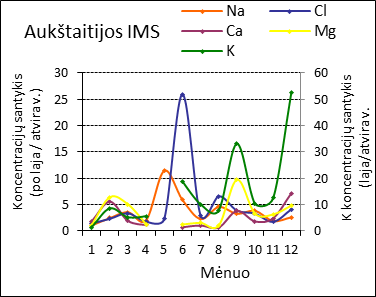 Na
Cl
Aukštaitijos IMS
Ca
Mg
K
Koncentracijų santykis
(po laja / atvira v.)
30
25
20
15
10
5
0
60
50
40
30
20
10
0
K koncentracijų santykis
(laja/atvira v.)
1 2 3 4 5 6 7 8 9 10 11 12
Mėnuo